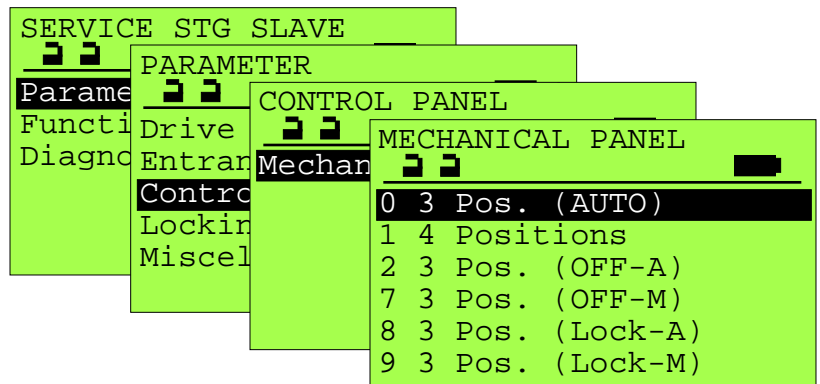 SERVICE STG SLAVE
Parame
Functi
Diagno
PARAMETER
Drive
Entran
Contro
Lockin
Miscel
CONTROL PANEL
Mechan
MECHANICAL PANEL
0 3 Pos. (AUTO)
1 4 Positions
2 3 Pos. (OFF-A)
7 3 Pos. (OFF-M)
8 3 Pos. (Lock-A)
9 3 Pos. (Lock-M)